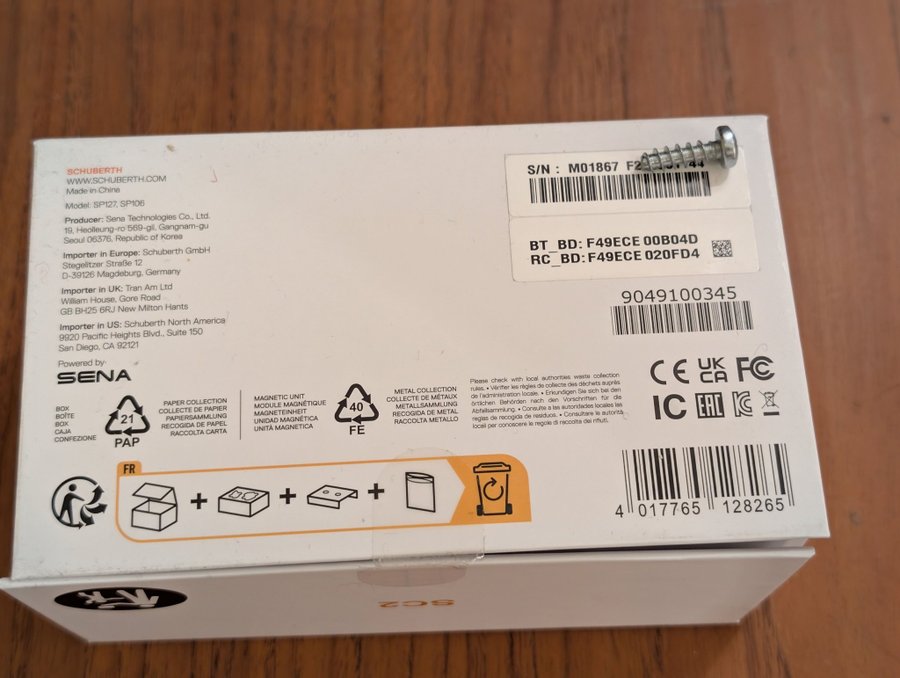 SCHUBERTH
WWW.SCHUBERTH.COM
Made in China
Model: SP127, SP106
Producer: Sena Technologies Co., Ltd.
19, Heolleung-ro 569-gil, Gangnam-gu
Seoul 06376, Republic of Korea
Importer in Europe: Schuberth GmbH
Stegelitzer Straße 12
D-39126 Magdeburg, Germany
Importer in UK: Tran Am Ltd
William House, Gore Road
GB BH25 6RJ New Milton Hants
Importer in US: Schuberth North America
9920 Pacific Heights Blvd., Suite 150
San Diego, CA 92121
Powered by
SENA
S/N : M01867
BT_BD: F49ECE 00B04D
RC_BD: F49ECE 020FD4
9049100345
BOX
BOÎTE
BOX
CAJA
CONFEZIONE
21
PAP
PAPER COLLECTION
COLLECTE DE PAPIER
PAPIERSAMMLUNG
RECOGIDA DE PAPEL
RACCOLTA CARTA
MAGNETIC UNIT
MODULE MAGNÉTIQUE
MAGNETEINHEIT
UNIDAD MAGNÉTICA
UNITÀ MAGNETICA
40
FE
METAL COLLECTION
COLLECTE DE MÉTAUX
METALLSAMMLUNG
RECOGIDA DE METAL
RACCOLTA METALLO
Please check with local authorities waste collection
rules. • Vérifier les règles de collecte des déchets auprès
de l'administration locale. • Erkundigen Sie sich bei den
örtlichen Behörden nach den Vorschriften für die
Abfallsammlung. • Consulte a las autoridades locales las
reglas de recogida de residuos. • Consultare le autorità
locali per conoscere le regole di raccolta dei rifiuti.
CE UK CA FC
IC EAC
FR
4 017765 128265
SC2